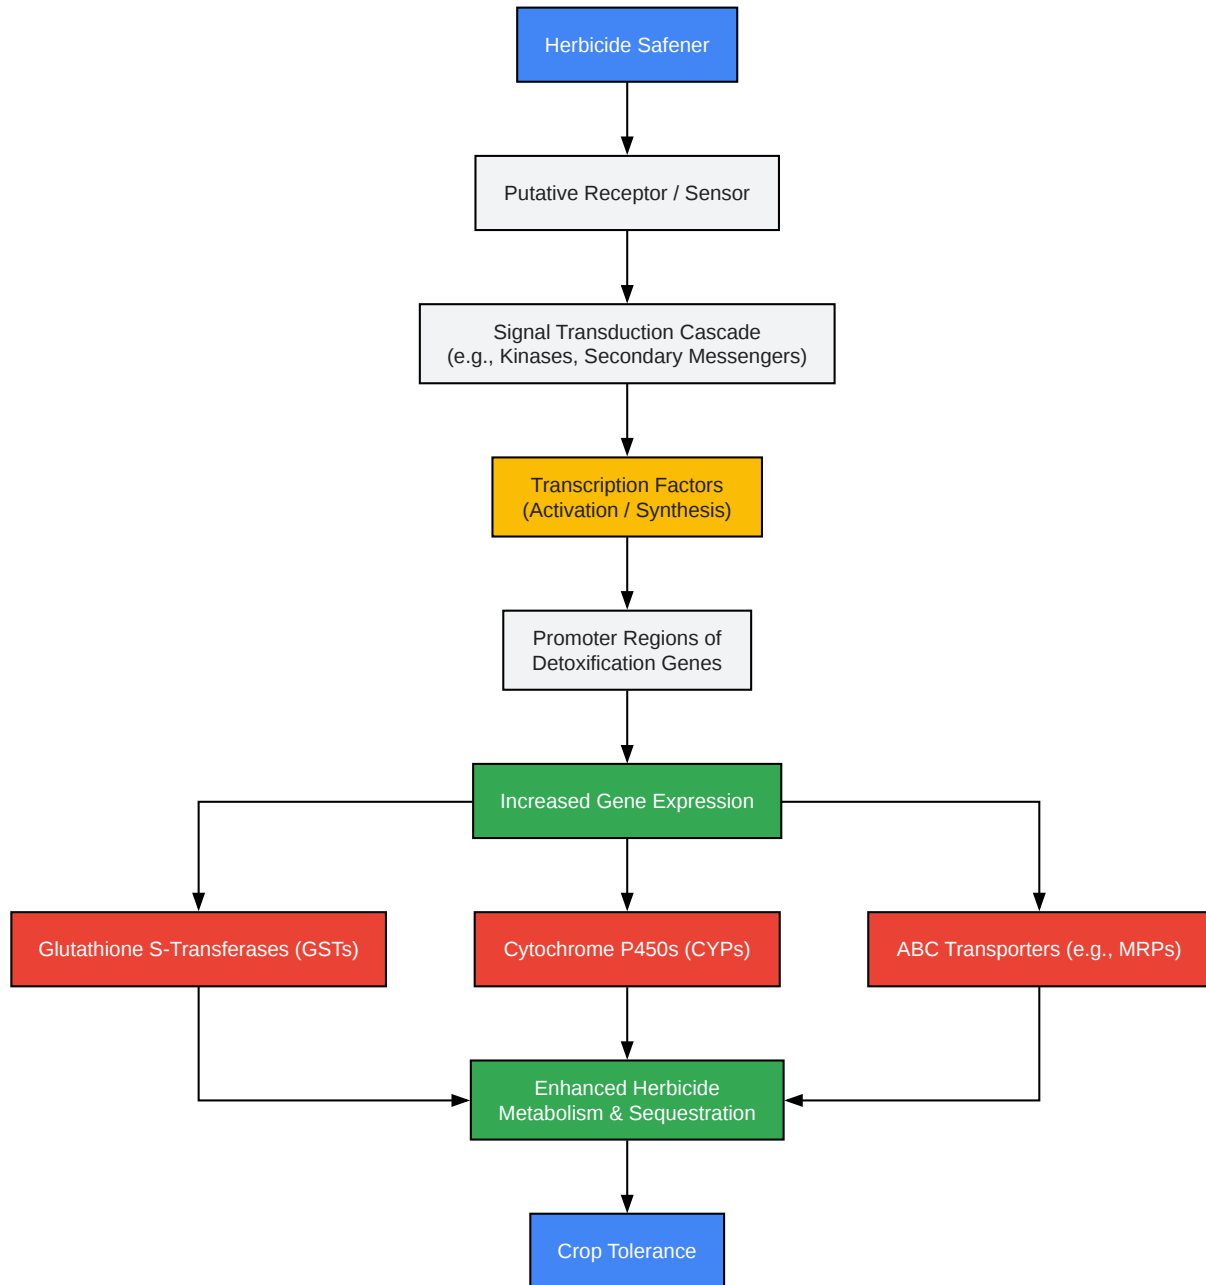 Herbicide Safener
Putative Receptor / Sensor
Signal Transduction Cascade
(e.g., Kinases, Secondary Messengers)
Transcription Factors
(Activation / Synthesis)
Promoter Regions of
Detoxification Genes
Increased Gene Expression
Glutathione S-Transferases (GSTs)
Cytochrome P450s (CYPs)
ABC Transporters (e.g., MRPs)
Enhanced Herbicide
Metabolism & Sequestration
Crop Tolerance